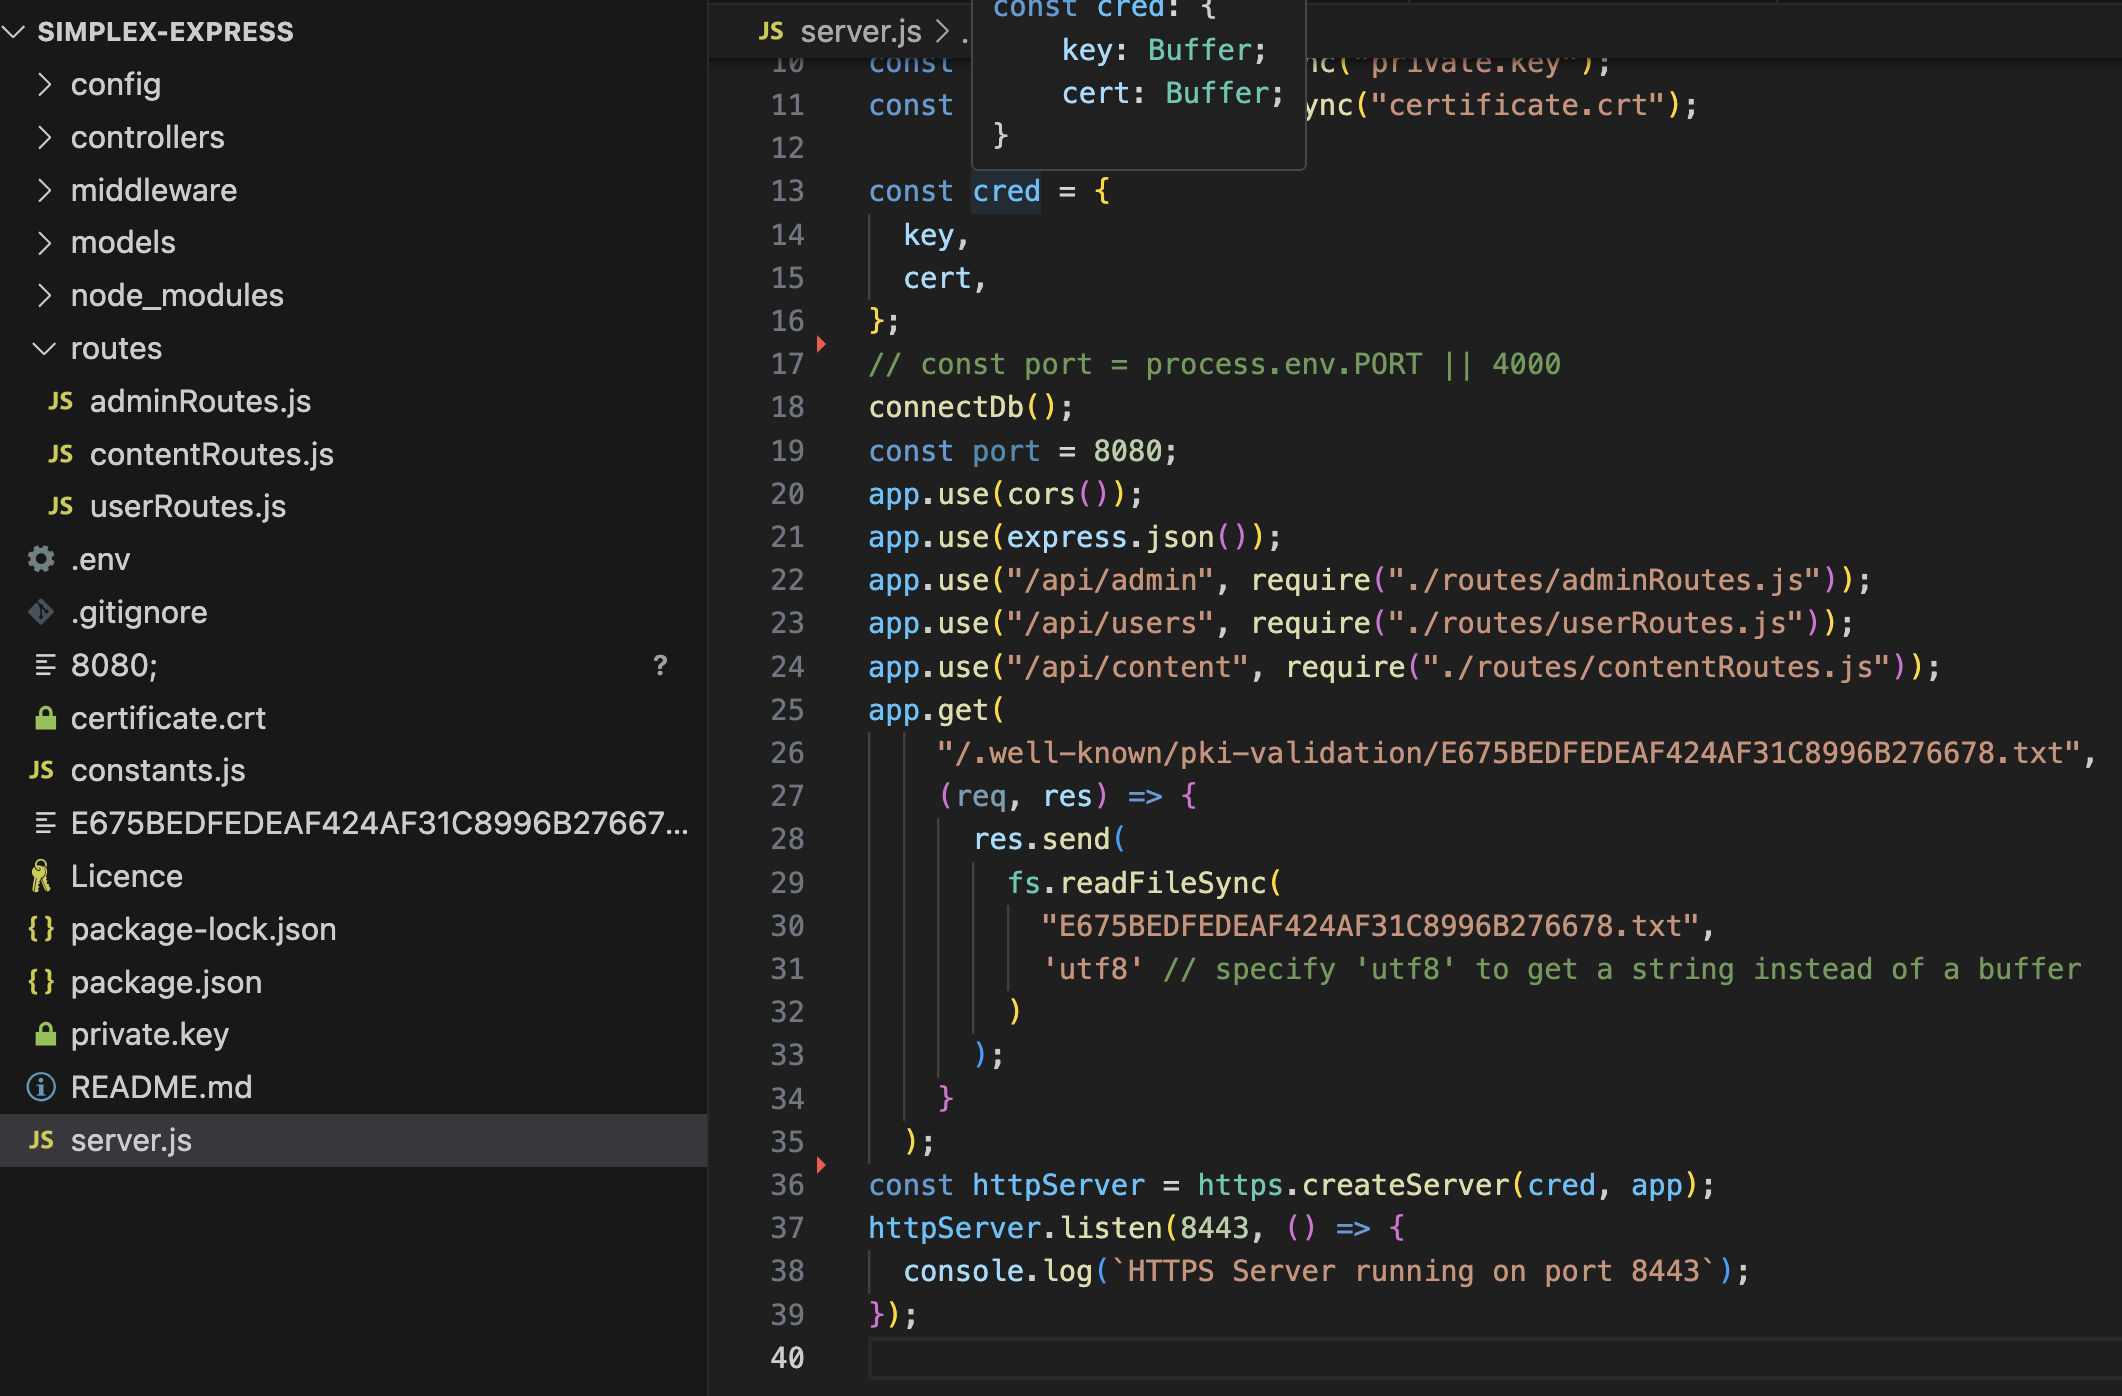 SIMPLEX-EXPRESS
config
controllers
middleware
models
node_modules
routes
JS adminRoutes.js
JS contentRoutes.js
JS userRoutes.js
.env
.gitignore
8080; ?
certificate.crt
JS constants.js
E675BEDFEDEAF424AF31C8996B27667...
Licence
{} package-lock.json
{} package.json
private.key
README.md
JS server.js
JS server.js > .
const cred: {
key: Buffer;
cert: Buffer;
}
10 const nc("private.key");
11 const ync("certificate.crt");
12
13 const cred = {
14 key,
15 cert,
16 };
17 // const port = process.env.PORT || 4000
18 connectDb();
19 const port = 8080;
20 app.use(cors());
21 app.use(express.json());
22 app.use("/api/admin", require("./routes/adminRoutes.js"));
23 app.use("/api/users", require("./routes/userRoutes.js"));
24 app.use("/api/content", require("./routes/contentRoutes.js"));
25 app.get(
26 "/.well-known/pki-validation/E675BEDFEDEAF424AF31C8996B276678.txt",
27 (req, res) => {
28 res.send(
29 fs.readFileSync(
30 "E675BEDFEDEAF424AF31C8996B276678.txt",
31 'utf8' // specify 'utf8' to get a string instead of a buffer
32 )
33 );
34 }
35 );
36 const httpServer = https.createServer(cred, app);
37 httpServer.listen(8443, () => {
38 console.log(`HTTPS Server running on port 8443`);
39 });
40